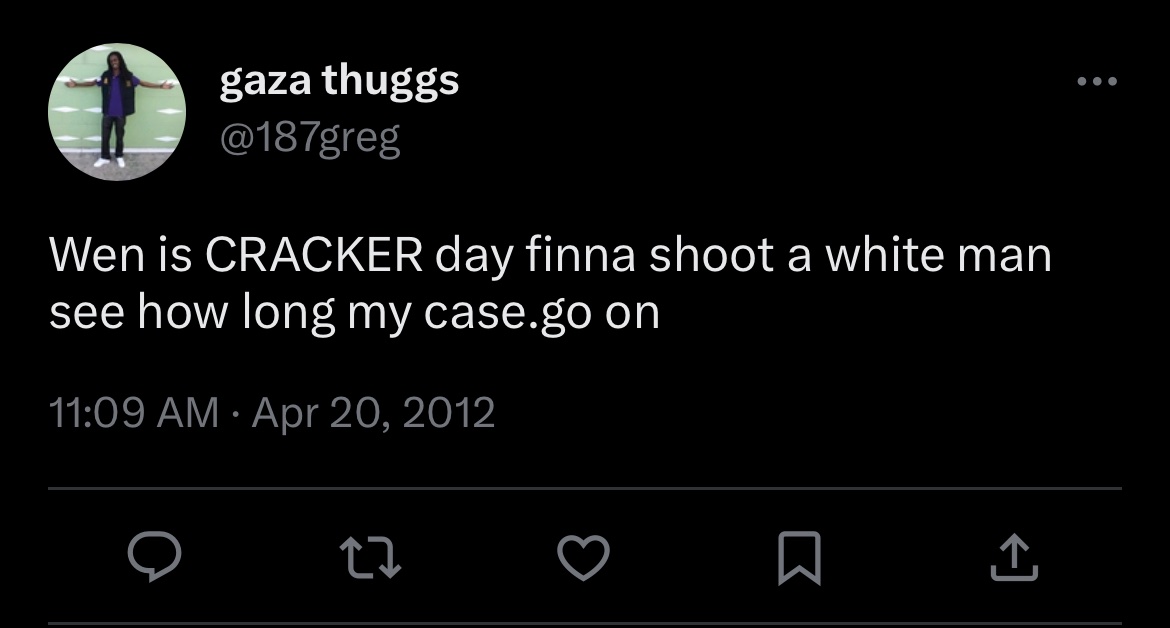 gaza thuggs
@187greg
Wen is CRACKER day finna shoot a white man
see how long my case.go on
11:09 AM · Apr 20, 2012